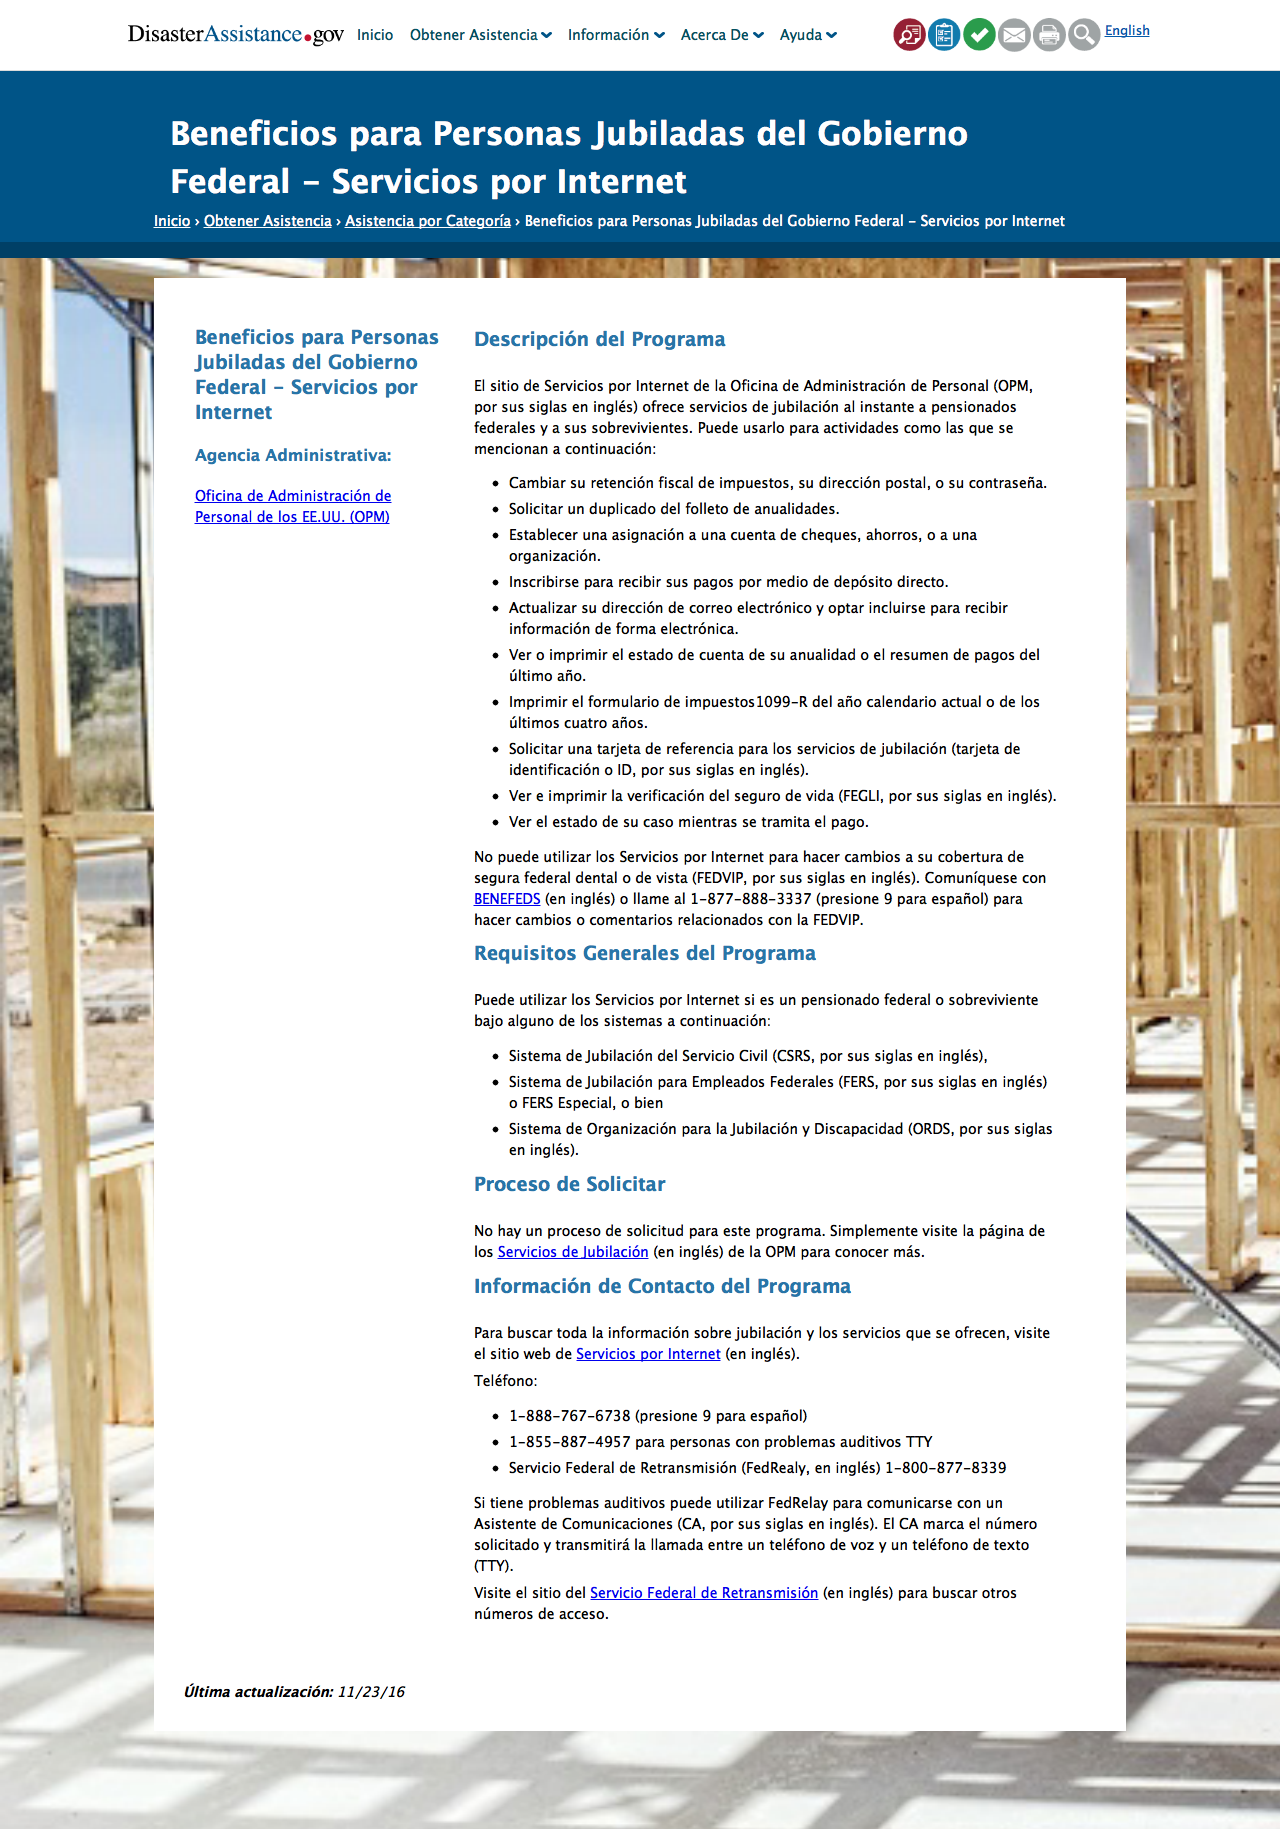 DisasterAssistance.gov Inicio Obtener Asistencia Información Acerca De Ayuda English
Beneficios para Personas Jubiladas del Gobierno
Federal – Servicios por Internet
Inicio › Obtener Asistencia › Asistencia por Categoría › Beneficios para Personas Jubiladas del Gobierno Federal – Servicios por Internet
Beneficios para Personas
Jubiladas del Gobierno
Federal – Servicios por
Internet
Agencia Administrativa:
Oficina de Administración de
Personal de los EE.UU. (OPM)
Descripción del Programa
El sitio de Servicios por Internet de la Oficina de Administración de Personal (OPM,
por sus siglas en inglés) ofrece servicios de jubilación al instante a pensionados
federales y a sus sobrevivientes. Puede usarlo para actividades como las que se
mencionan a continuación:
• Cambiar su retención fiscal de impuestos, su dirección postal, o su contraseña.
• Solicitar un duplicado del folleto de anualidades.
• Establecer una asignación a una cuenta de cheques, ahorros, o a una
organización.
• Inscribirse para recibir sus pagos por medio de depósito directo.
• Actualizar su dirección de correo electrónico y optar incluirse para recibir
información de forma electrónica.
• Ver o imprimir el estado de cuenta de su anualidad o el resumen de pagos del
último año.
• Imprimir el formulario de impuestos1099-R del año calendario actual o de los
últimos cuatro años.
• Solicitar una tarjeta de referencia para los servicios de jubilación (tarjeta de
identificación o ID, por sus siglas en inglés).
• Ver e imprimir la verificación del seguro de vida (FEGLI, por sus siglas en inglés).
• Ver el estado de su caso mientras se tramita el pago.
No puede utilizar los Servicios por Internet para hacer cambios a su cobertura de
segura federal dental o de vista (FEDVIP, por sus siglas en inglés). Comuníquese con
BENEFEDS (en inglés) o llame al 1-877-888-3337 (presione 9 para español) para
hacer cambios o comentarios relacionados con la FEDVIP.
Requisitos Generales del Programa
Puede utilizar los Servicios por Internet si es un pensionado federal o sobreviviente
bajo alguno de los sistemas a continuación:
• Sistema de Jubilación del Servicio Civil (CSRS, por sus siglas en inglés),
• Sistema de Jubilación para Empleados Federales (FERS, por sus siglas en inglés)
o FERS Especial, o bien
• Sistema de Organización para la Jubilación y Discapacidad (ORDS, por sus siglas
en inglés).
Proceso de Solicitar
No hay un proceso de solicitud para este programa. Simplemente visite la página de
los Servicios de Jubilación (en inglés) de la OPM para conocer más.
Información de Contacto del Programa
Para buscar toda la información sobre jubilación y los servicios que se ofrecen, visite
el sitio web de Servicios por Internet (en inglés).
Teléfono:
• 1-888-767-6738 (presione 9 para español)
• 1-855-887-4957 para personas con problemas auditivos TTY
• Servicio Federal de Retransmisión (FedRealy, en inglés) 1-800-877-8339
Si tiene problemas auditivos puede utilizar FedRelay para comunicarse con un
Asistente de Comunicaciones (CA, por sus siglas en inglés). El CA marca el número
solicitado y transmitirá la llamada entre un teléfono de voz y un teléfono de texto
(TTY).
Visite el sitio del Servicio Federal de Retransmisión (en inglés) para buscar otros
números de acceso.
Última actualización: 11/23/16